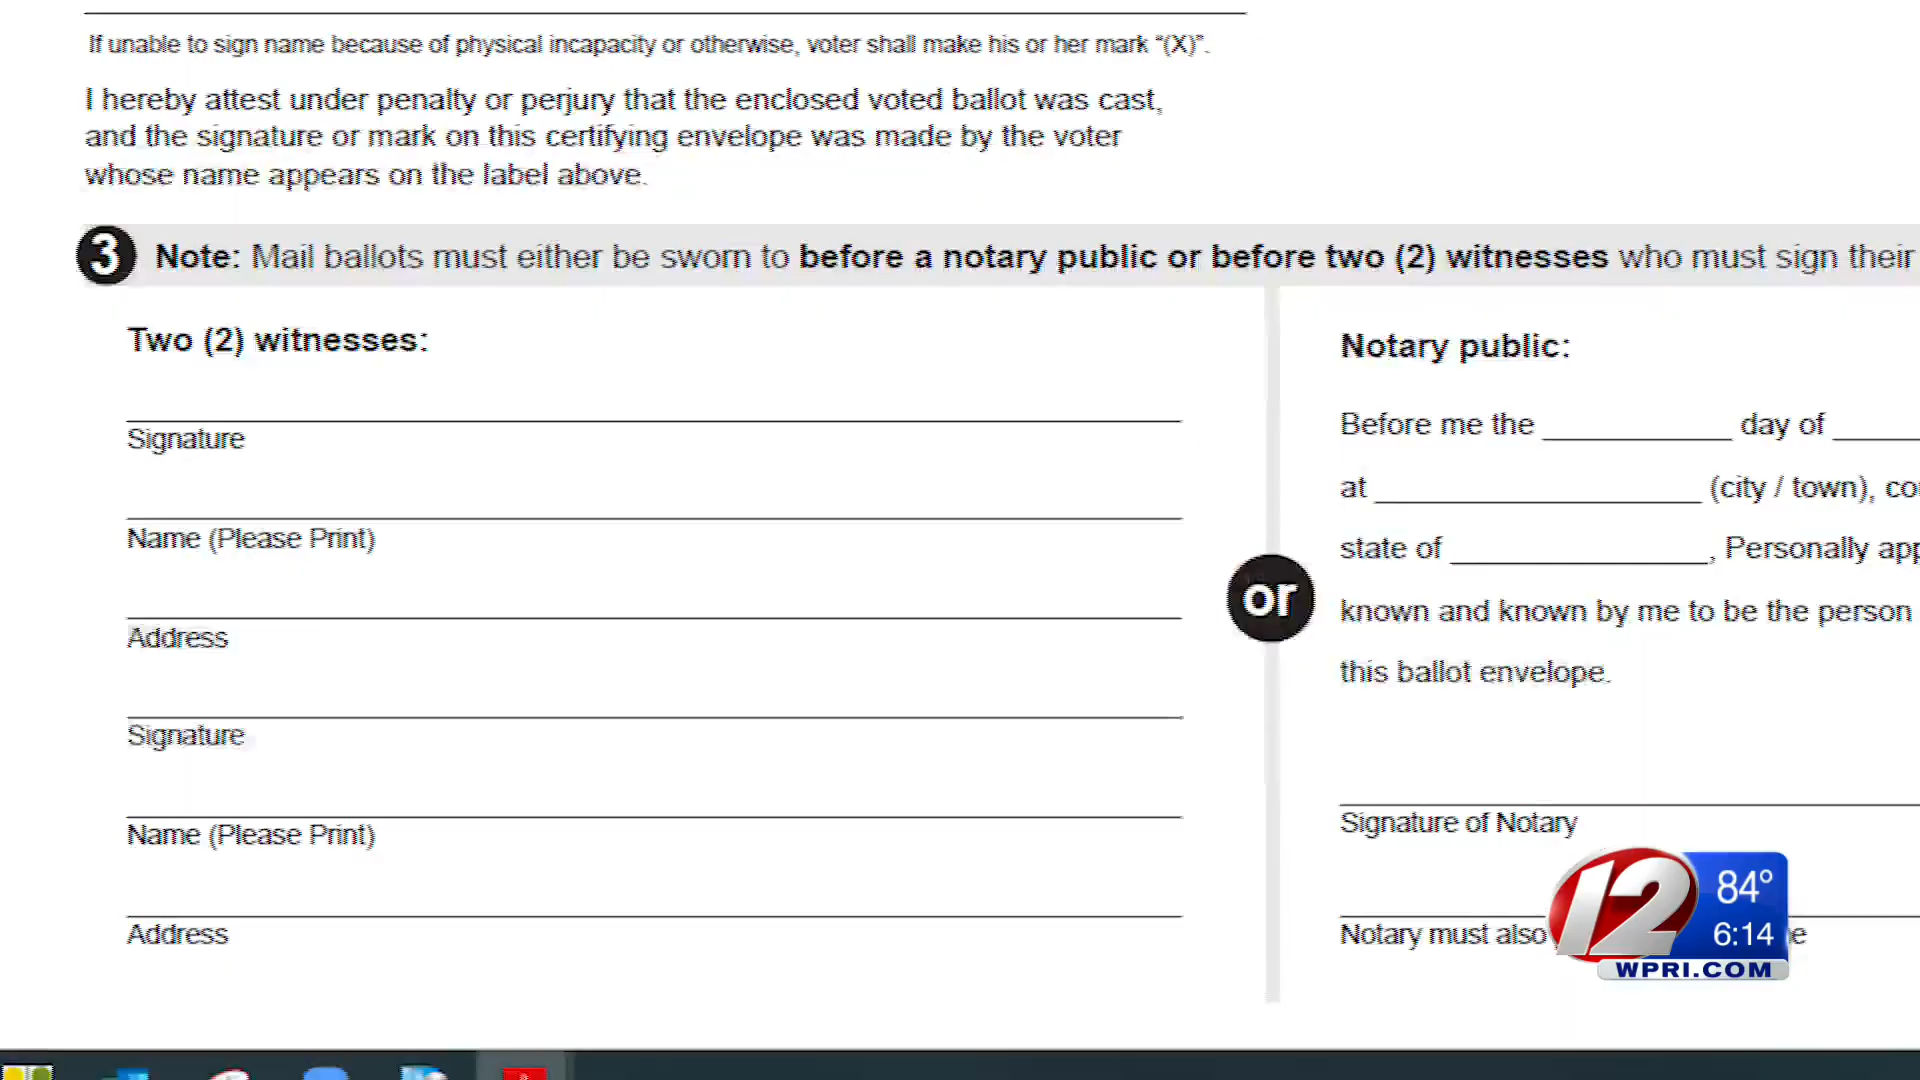 If unable to sign name because of physical incapacity or otherwise, voter shall make his or her mark “(X)”.
I hereby attest under penalty or perjury that the enclosed voted ballot was cast,
and the signature or mark on this certifying envelope was made by the voter
whose name appears on the label above.
3 Note: Mail ballots must either be sworn to before a notary public or before two (2) witnesses who must sign their
Two (2) witnesses:
Signature
Name (Please Print)
Address
Signature
Name (Please Print)
Address
or
Notary public:
Before me the ____________ day of ______
at ____________________ (city / town), co
state of ________________, Personally app
known and known by me to be the person
this ballot envelope.
Signature of Notary
Notary must also
12
84°
6:14
WPRI.COM